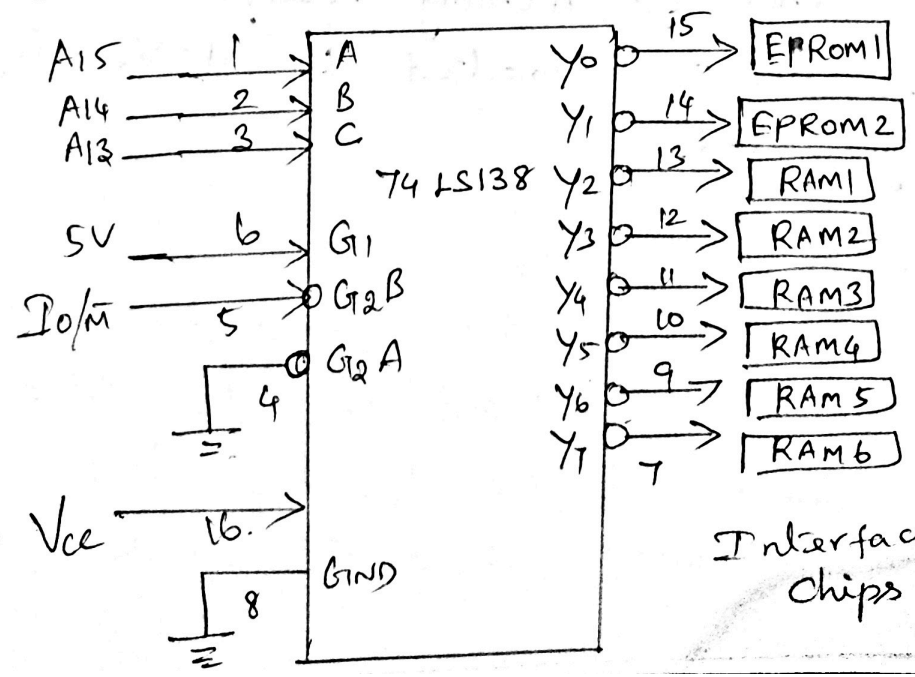 A15 1 A Y0 15 EPROM1
A14 2 B Y1 14 EPROM2
A13 3 C Y2 13 RAM1
74 LS138
5V 6 G1 Y3 12 RAM2
IO/M̅ 5 G2B Y4 11 RAM3
4 G2A Y5 10 RAM4
Y6 9 RAM5
Y7 7 RAM6
Vcc 16.
8 GND
Interfac
Chips